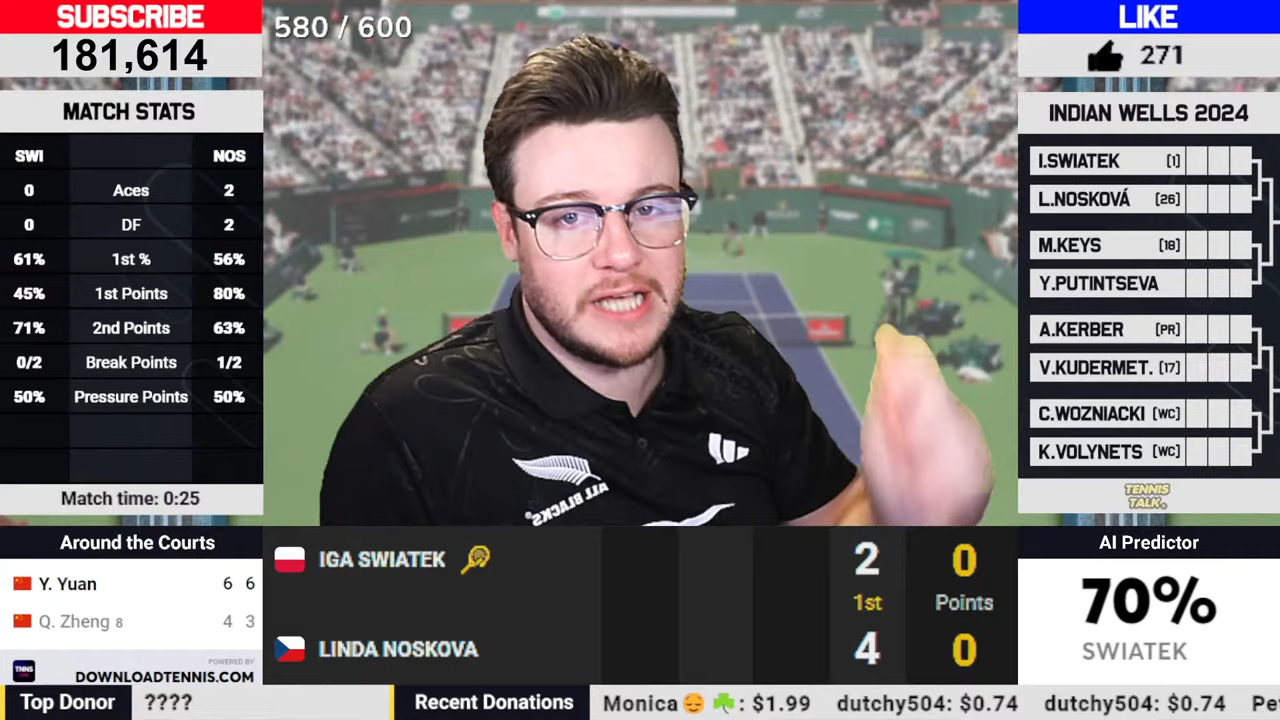 SUBSCRIBE
181,614
580 / 600
LIKE
271
MATCH STATS
SWI NOS
0 Aces 2
0 DF 2
61% 1st % 56%
45% 1st Points 80%
71% 2nd Points 63%
0/2 Break Points 1/2
50% Pressure Points 50%
Match time: 0:25
INDIAN WELLS 2024
I.SWIATEK [1]
L.NOSKOVÁ [26]
M.KEYS [18]
Y.PUTINTSEVA
A.KERBER [PR]
V.KUDERMET. [17]
C.WOZNIACKI [WC]
K.VOLYNETS [WC]
TENNIS
TALK.
ALL BLACKS
Around the Courts
Y. Yuan 6 6
Q. Zheng 8 4 3
TNNS
POWERED BY
DOWNLOADTENNIS.COM
IGA SWIATEK 2 0
1st Points
LINDA NOSKOVA 4 0
AI Predictor
70%
SWIATEK
Top Donor ????
Recent Donations Monica😌☘️: $1.99 dutchy504: $0.74 dutchy504: $0.74 Pe